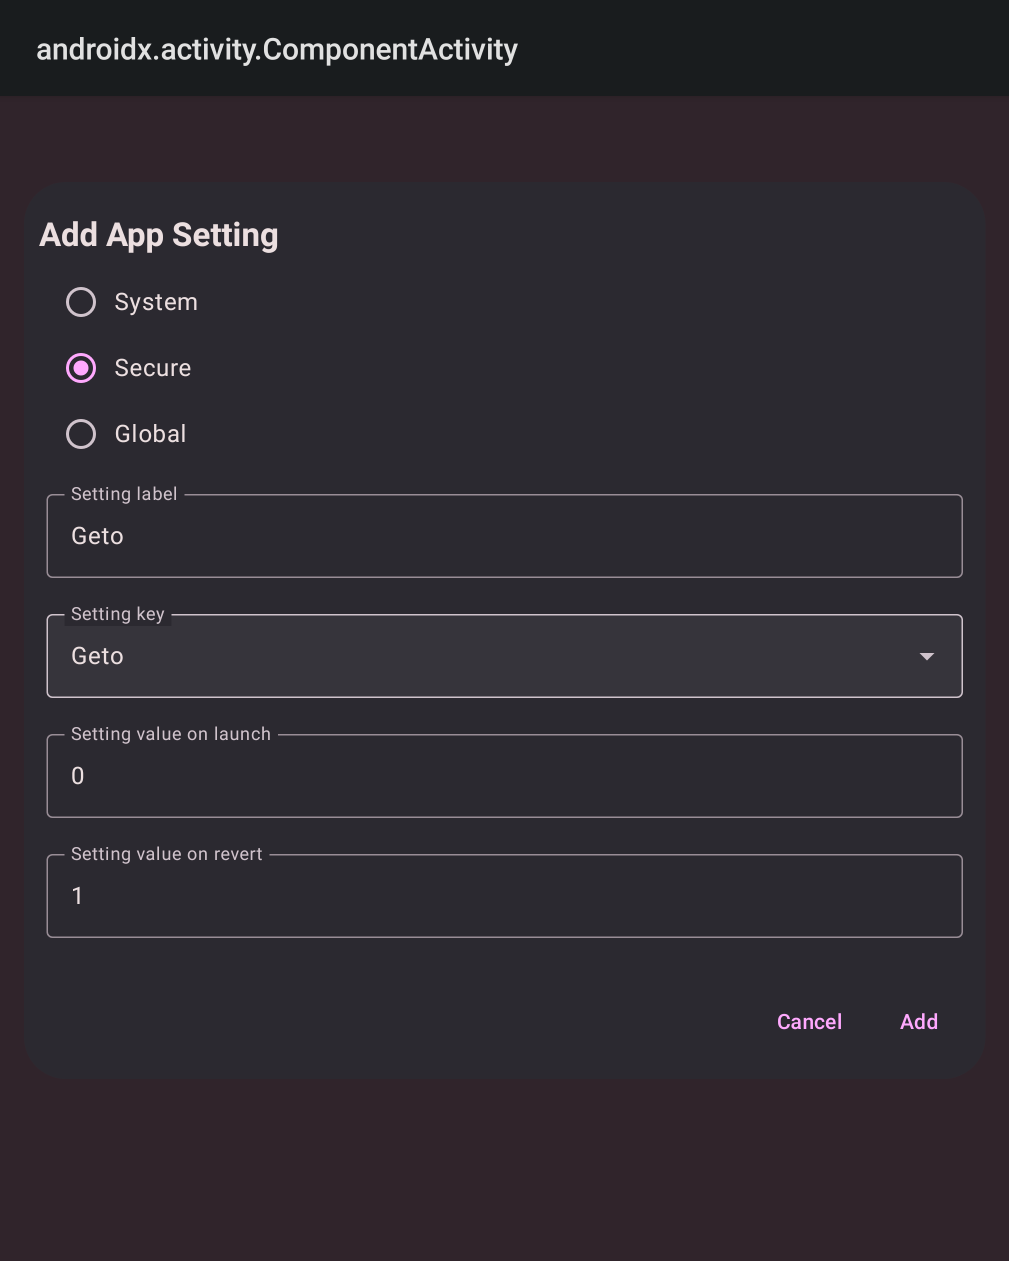 androidx.activity.ComponentActivity
Add App Setting
System
Secure
Global
Setting label
Geto
Setting key
Geto
Setting value on launch
0
Setting value on revert
1
Cancel Add